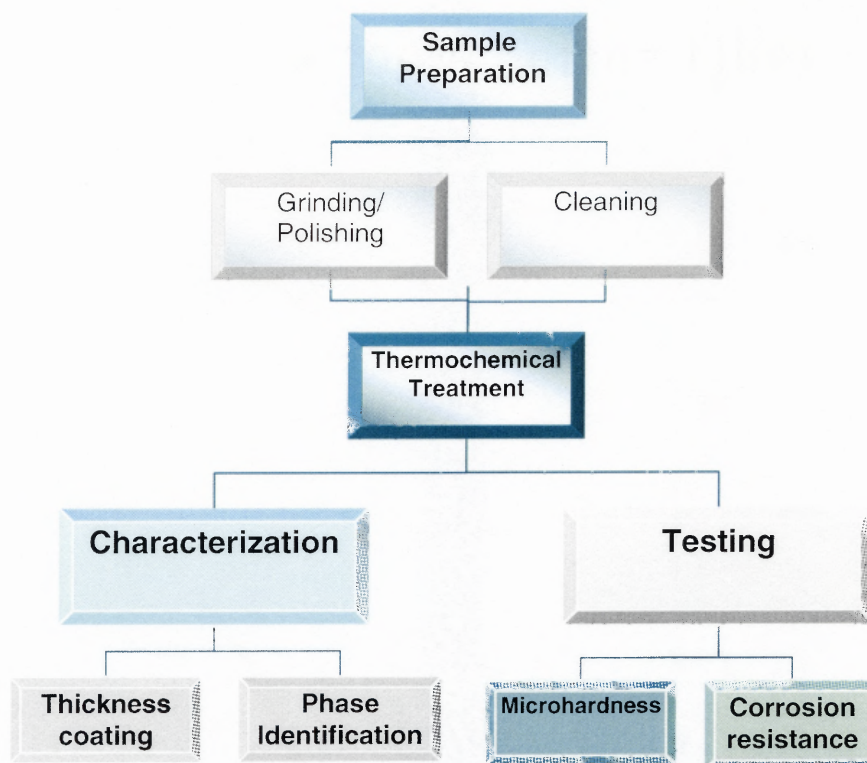 Sample
Preparation
Grinding/
Polishing
Cleaning
Thermochemical
Treatment
Characterization
Testing
Thickness
coating
Phase
Identification
Microhardness
Corrosion
resistance